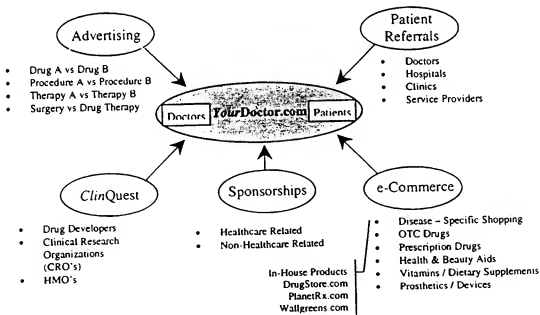 Advertising
• Drug A vs Drug B
• Procedure A vs Procedure B
• Therapy A vs Therapy B
• Surgery vs Drug Therapy
Patient
Referrals
• Doctors
• Hospitals
• Clinics
• Service Providers
Doctors YourDoctor.com Patients
ClinQuest
• Drug Developers
• Clinical Research
Organizations
(CRO's)
• HMO's
Sponsorships
• Healthcare Related
• Non-Healthcare Related
e-Commerce
• Disease – Specific Shopping
• OTC Drugs
• Prescription Drugs
• Health & Beauty Aids
• Vitamins / Dietary Supplements
• Prosthetics / Devices
In-House Products
DrugStore.com
PlanetRx.com
Wallgreens.com